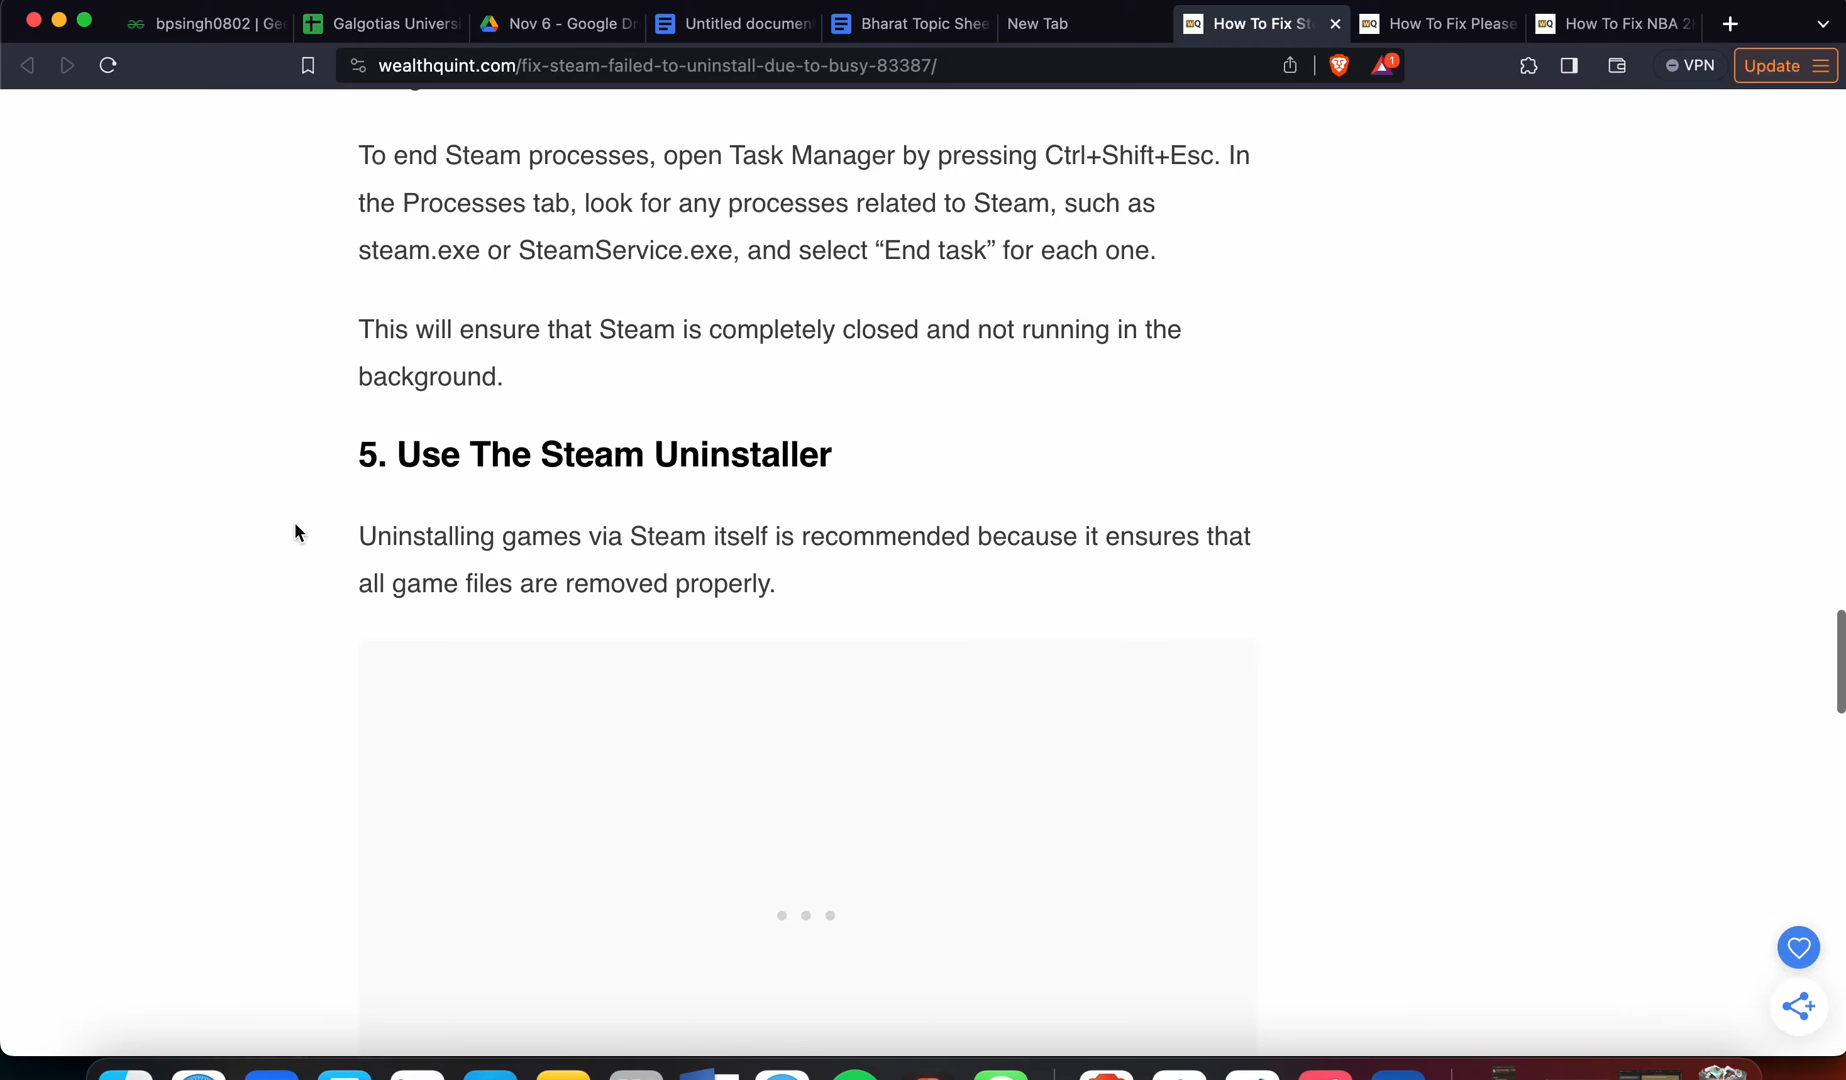 bpsingh0802 | Gee
Galgotias Universi
Nov 6 - Google Dr
Untitled documen
Bharat Topic Shee
New Tab
How To Fix St
How To Fix Please
How To Fix NBA 2
wealthquint.com/fix-steam-failed-to-uninstall-due-to-busy-83387/
1
VPN
Update
To end Steam processes, open Task Manager by pressing Ctrl+Shift+Esc. In
the Processes tab, look for any processes related to Steam, such as
steam.exe or SteamService.exe, and select “End task” for each one.
This will ensure that Steam is completely closed and not running in the
background.
5. Use The Steam Uninstaller
Uninstalling games via Steam itself is recommended because it ensures that
all game files are removed properly.